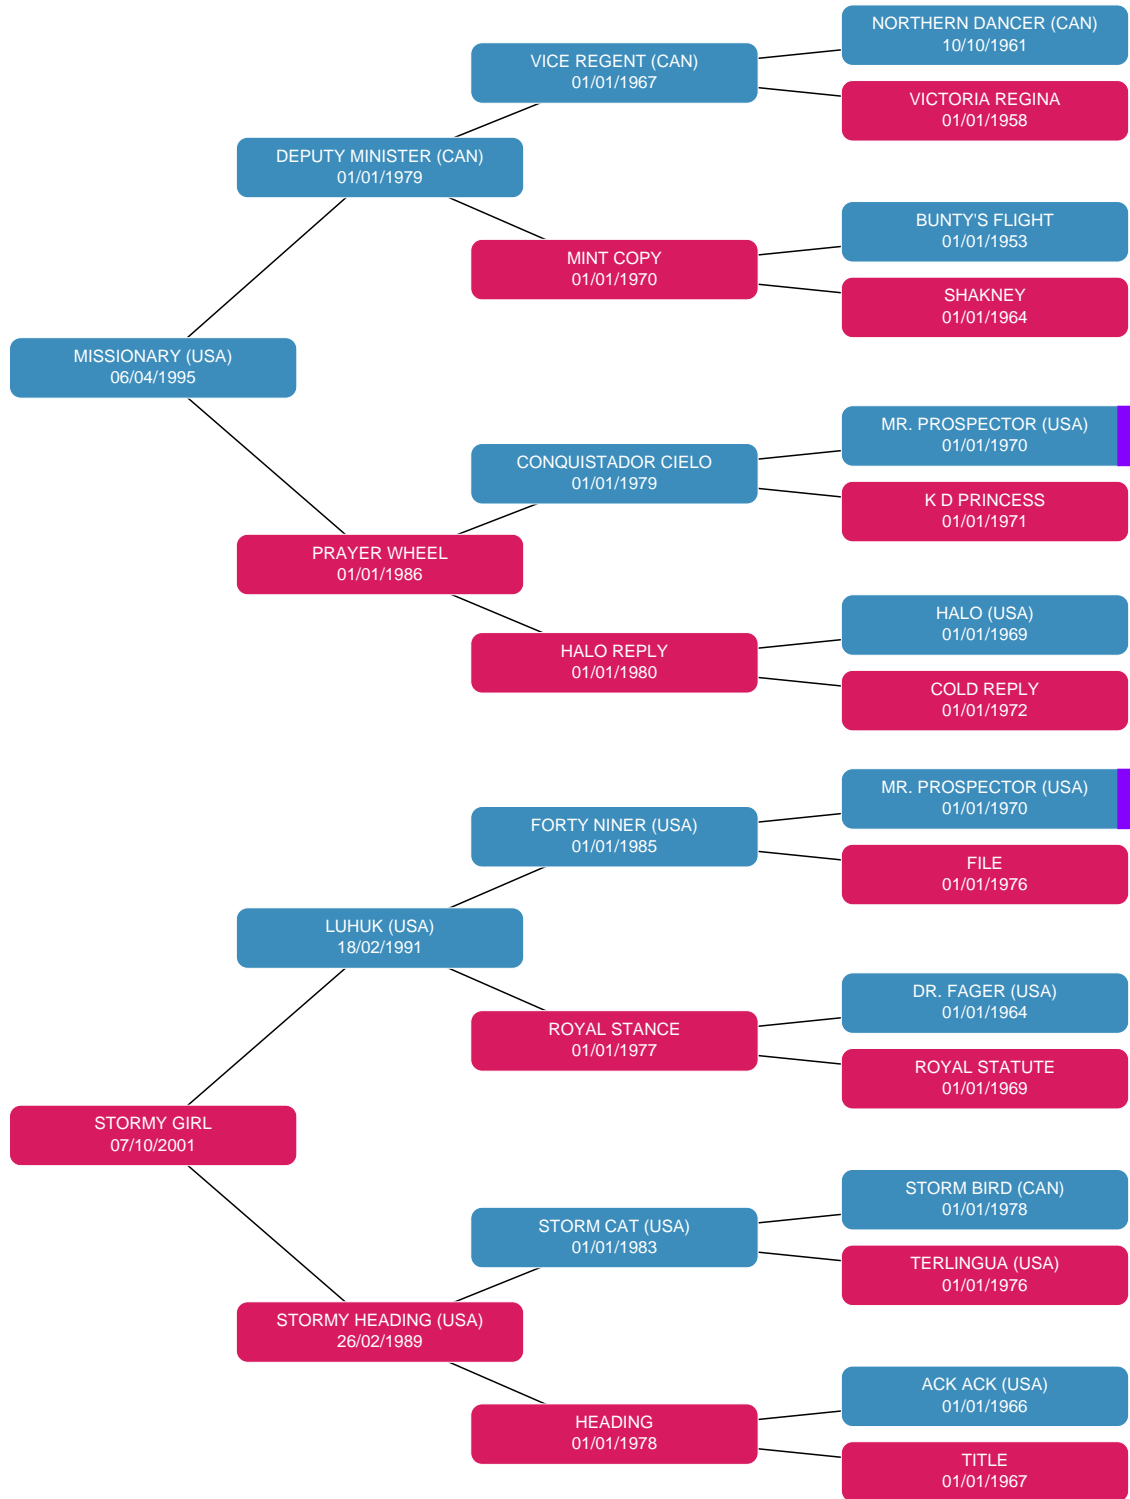 NORTHERN DANCER (CAN)
10/10/1961
VICE REGENT (CAN)
01/01/1967
VICTORIA REGINA
01/01/1958
DEPUTY MINISTER (CAN)
01/01/1979
BUNTY'S FLIGHT
01/01/1953
MINT COPY
01/01/1970
SHAKNEY
01/01/1964
MISSIONARY (USA)
06/04/1995
MR. PROSPECTOR (USA)
01/01/1970
CONQUISTADOR CIELO
01/01/1979
K D PRINCESS
01/01/1971
PRAYER WHEEL
01/01/1986
HALO (USA)
01/01/1969
HALO REPLY
01/01/1980
COLD REPLY
01/01/1972
MR. PROSPECTOR (USA)
01/01/1970
FORTY NINER (USA)
01/01/1985
FILE
01/01/1976
LUHUK (USA)
18/02/1991
DR. FAGER (USA)
01/01/1964
ROYAL STANCE
01/01/1977
ROYAL STATUTE
01/01/1969
STORMY GIRL
07/10/2001
STORM BIRD (CAN)
01/01/1978
STORM CAT (USA)
01/01/1983
TERLINGUA (USA)
01/01/1976
STORMY HEADING (USA)
26/02/1989
ACK ACK (USA)
01/01/1966
HEADING
01/01/1978
TITLE
01/01/1967